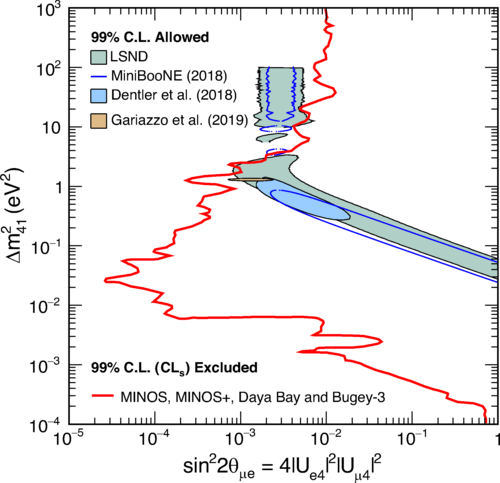 99% C.L. Allowed
LSND
MiniBooNE (2018)
Dentler et al. (2018)
Gariazzo et al. (2019)
10³
10²
10
1
10⁻¹
10⁻²
10⁻³
10⁻⁴
Δm²₄₁ (eV²)
99% C.L. (CLₛ) Excluded
MINOS, MINOS+, Daya Bay and Bugey-3
10⁻⁵ 10⁻⁴ 10⁻³ 10⁻² 10⁻¹ 1
sin²2θμe = 4|Ue4|²|Uμ4|²